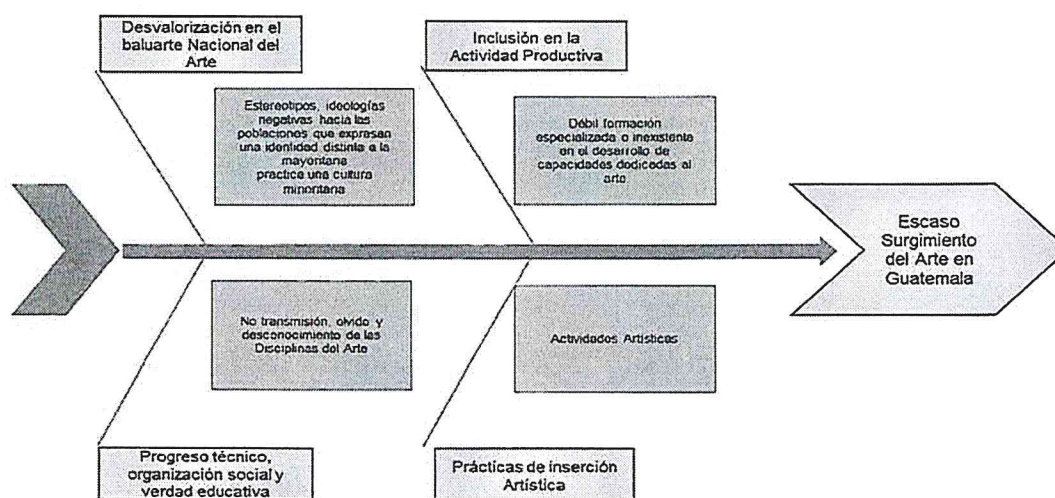 Desvalorización en el
baluarte Nacional del
Arte
Inclusión en la
Actividad Productiva
Estereotipos, ideologías
negativas hacia las
poblaciones que expresan
una identidad distinta a la
mayoritaria
practice una cultura
minoritaria
Débil formación
especializada o inexistente
en el desarrollo de
capacidades dedicadas al
arte
Escaso
Surgimiento
del Arte en
Guatemala
No transmisión, olvido y
desconocimiento de las
Disciplinas del Arte
Actividades Artísticas
Progreso técnico,
organización social y
verdad educativa
Prácticas de inserción
Artística